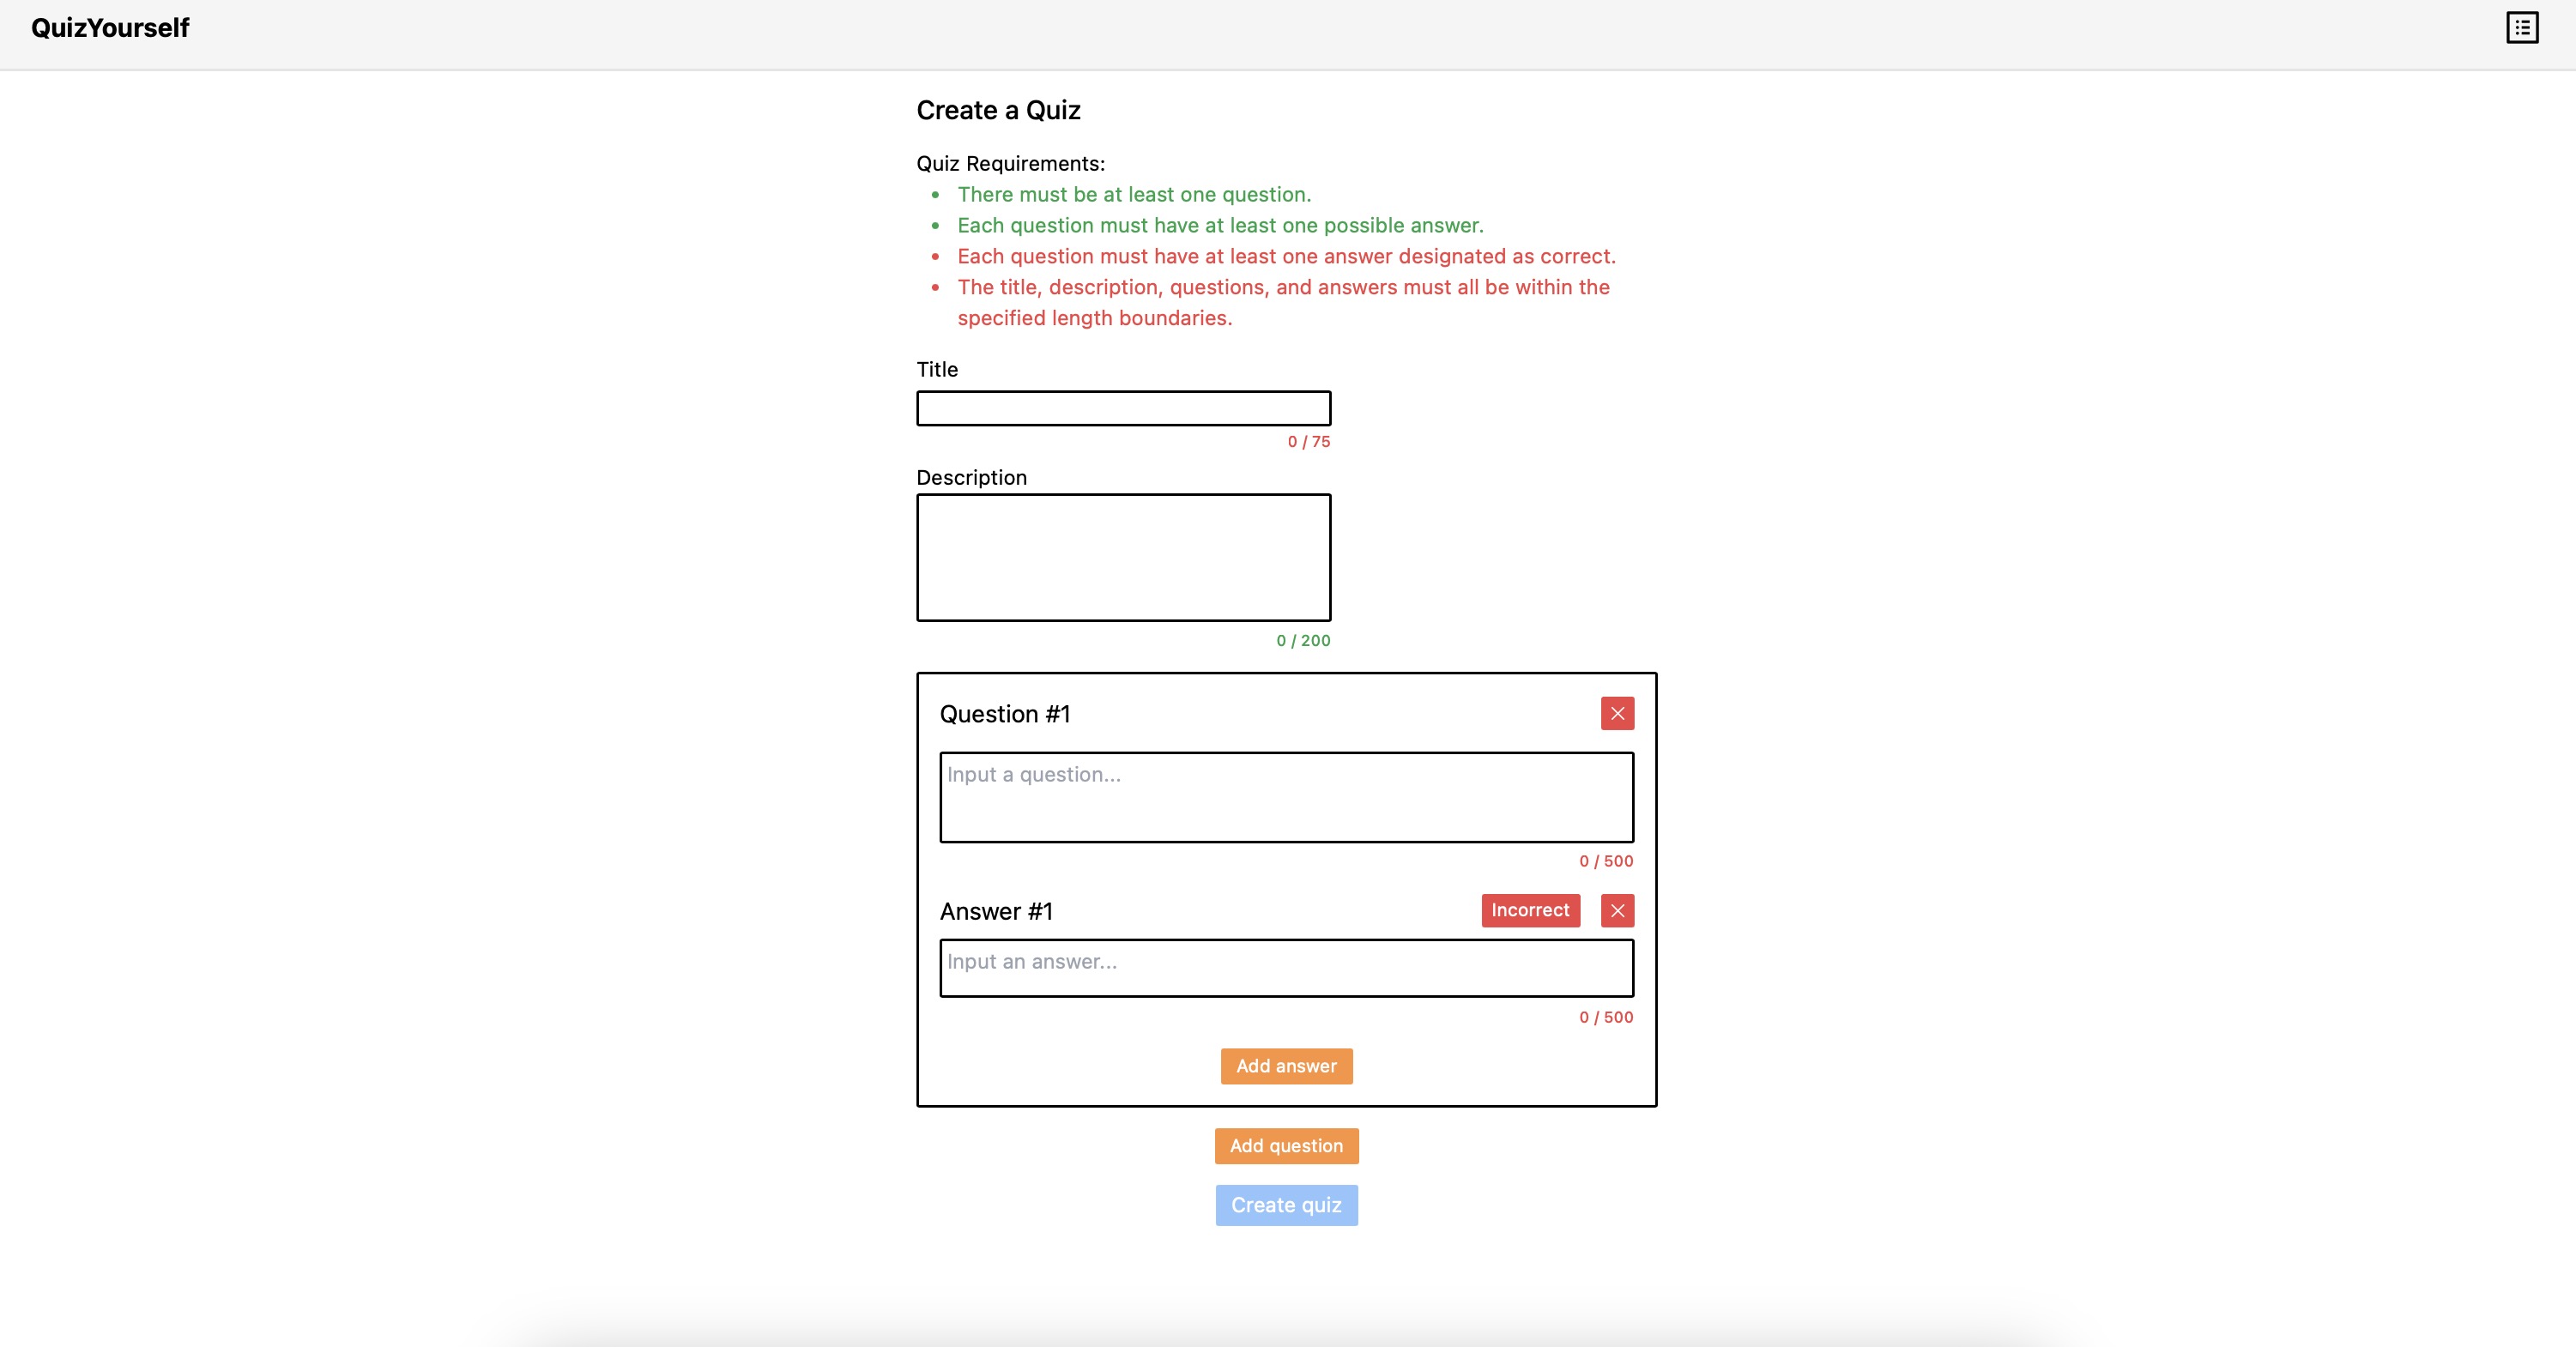 QuizYourself
Create a Quiz
Quiz Requirements:
There must be at least one question.
Each question must have at least one possible answer.
Each question must have at least one answer designated as correct.
The title, description, questions, and answers must all be within the
specified length boundaries.
Title
0 / 75
Description
0 / 200
Question #1
Input a question...
0 / 500
Answer #1
Incorrect
Input an answer...
0 / 500
Add answer
Add question
Create quiz